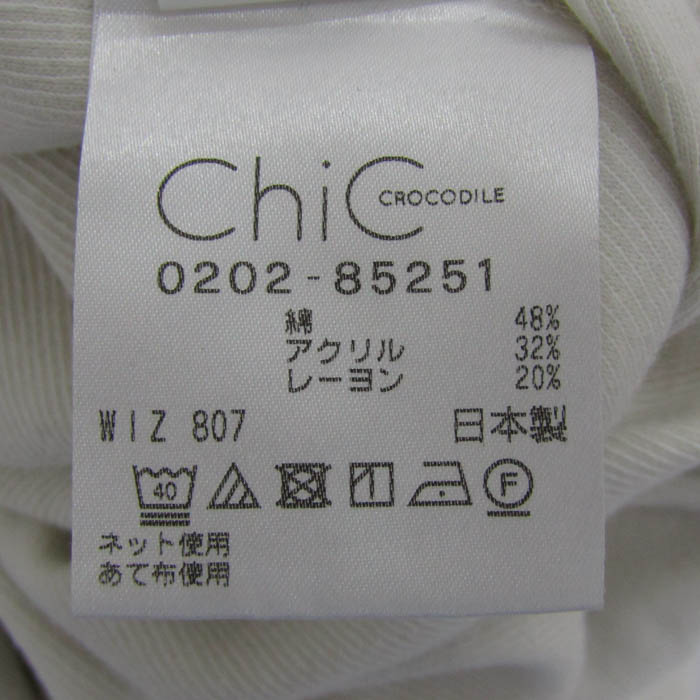 ChiC CROCODILE
0202-85251
綿 48%
アクリル 32%
レーヨン 20%
WIZ 807 日本製
40 F
ネット使用
あて布使用